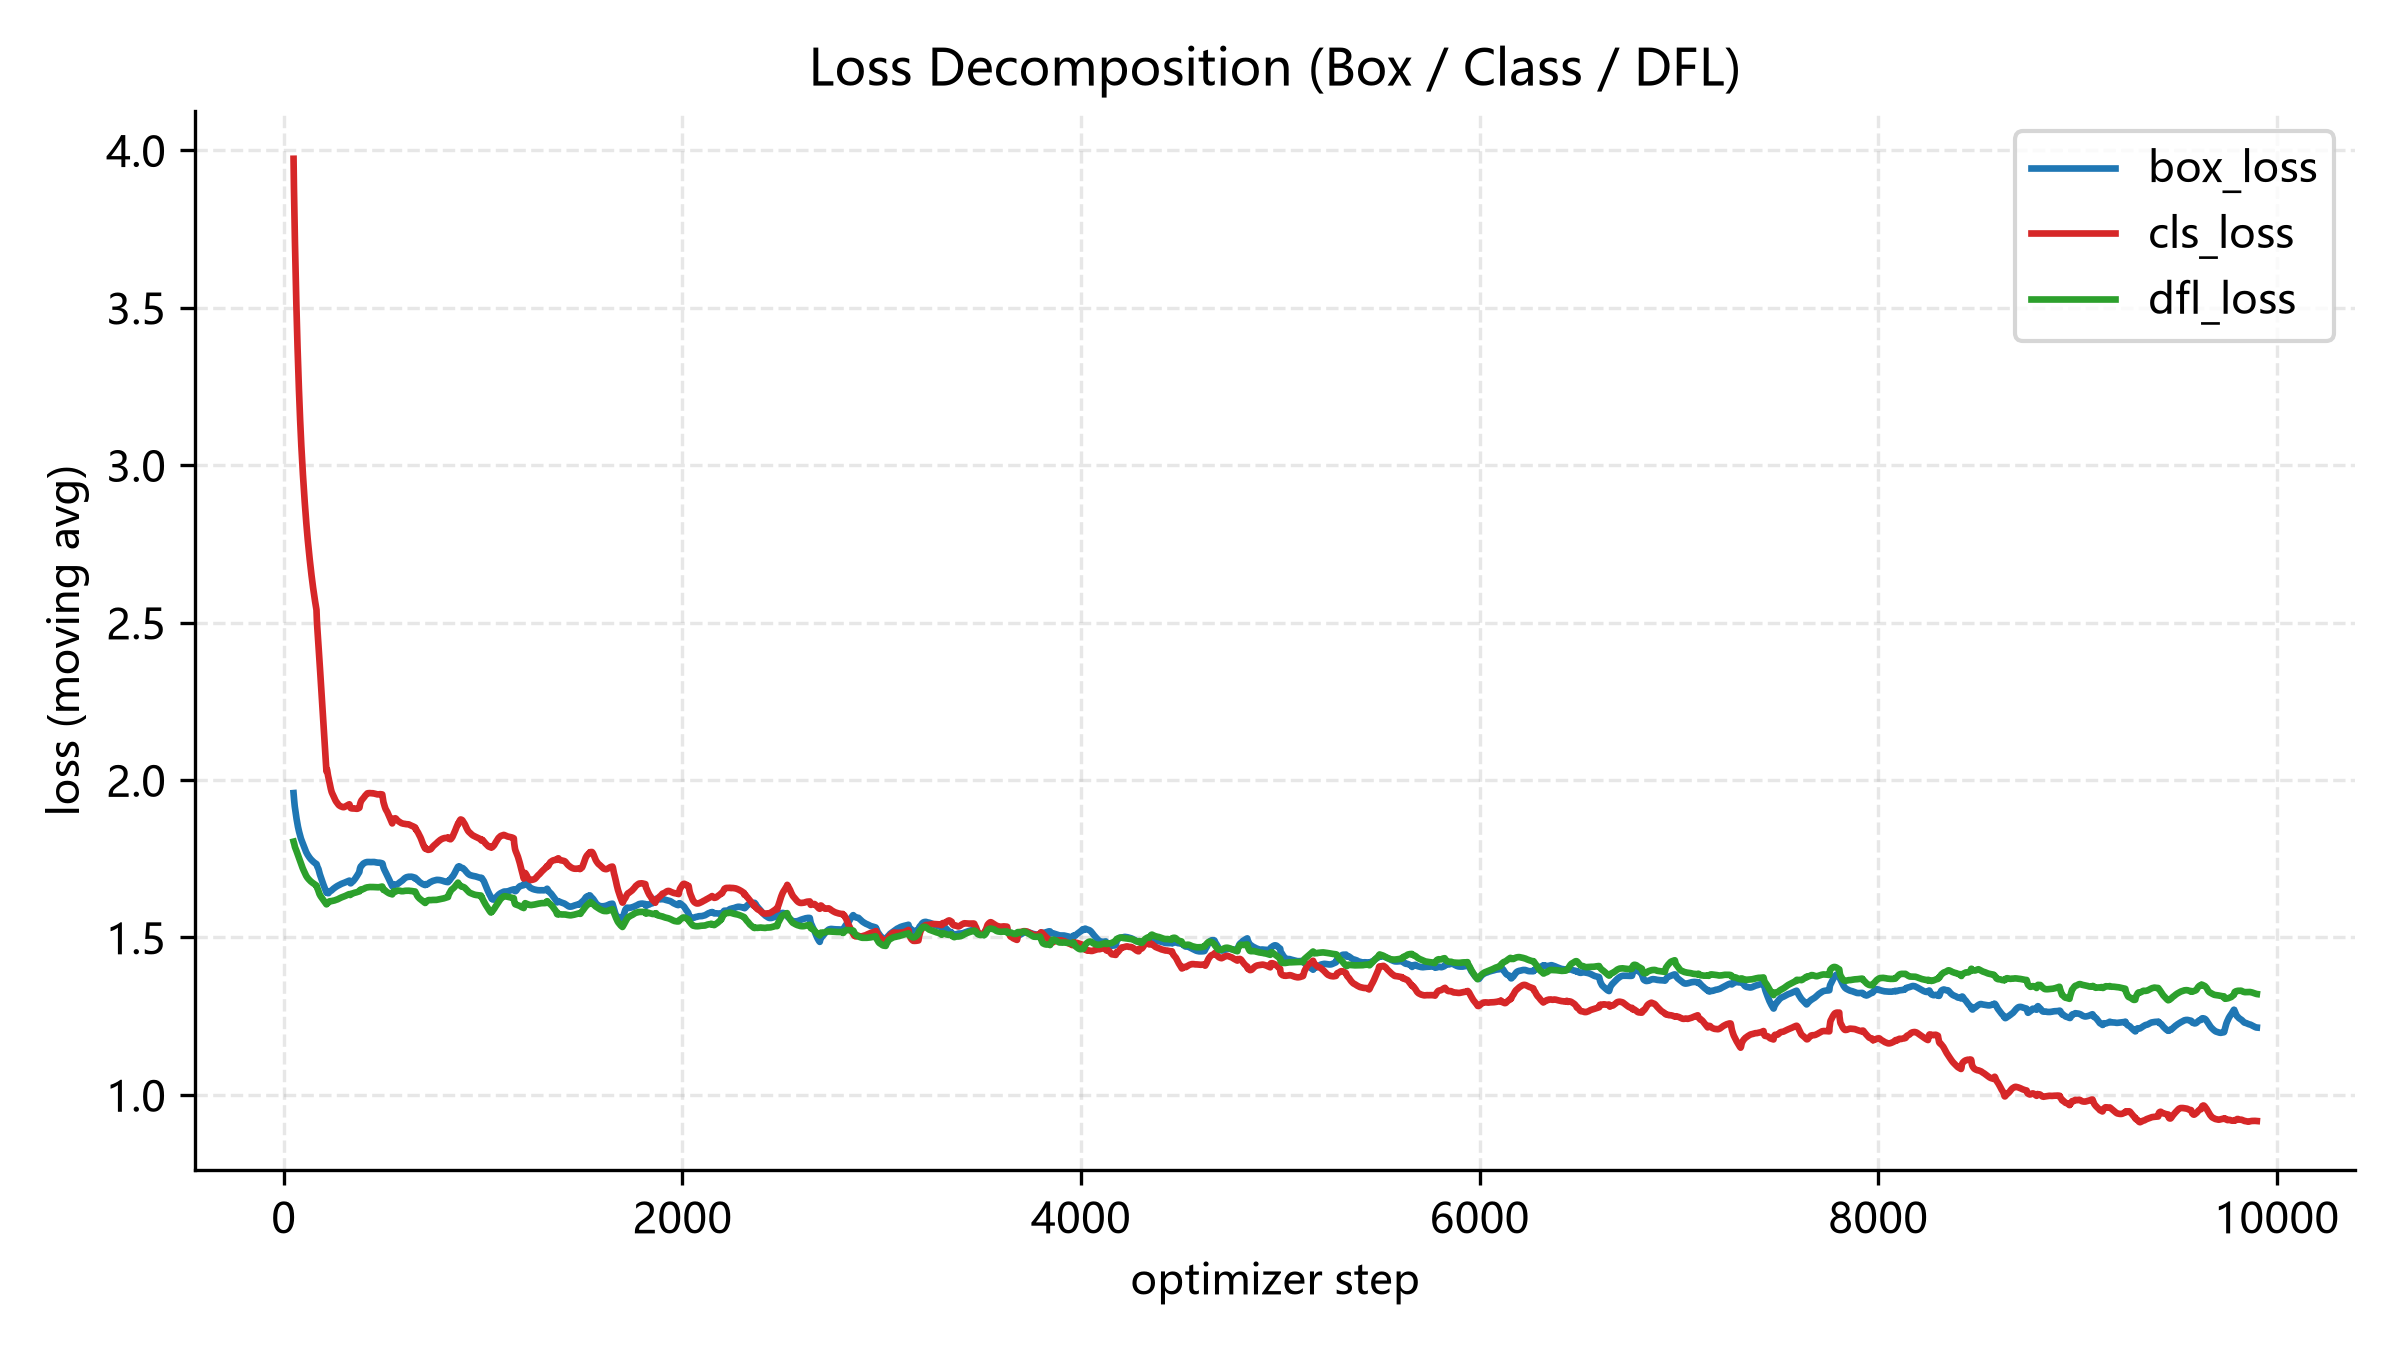 Loss Decomposition (Box / Class / DFL)
loss (moving avg)
4.0
3.5
3.0
2.5
2.0
1.5
1.0
box_loss
cls_loss
dfl_loss
0 2000 4000 6000 8000 10000
optimizer step